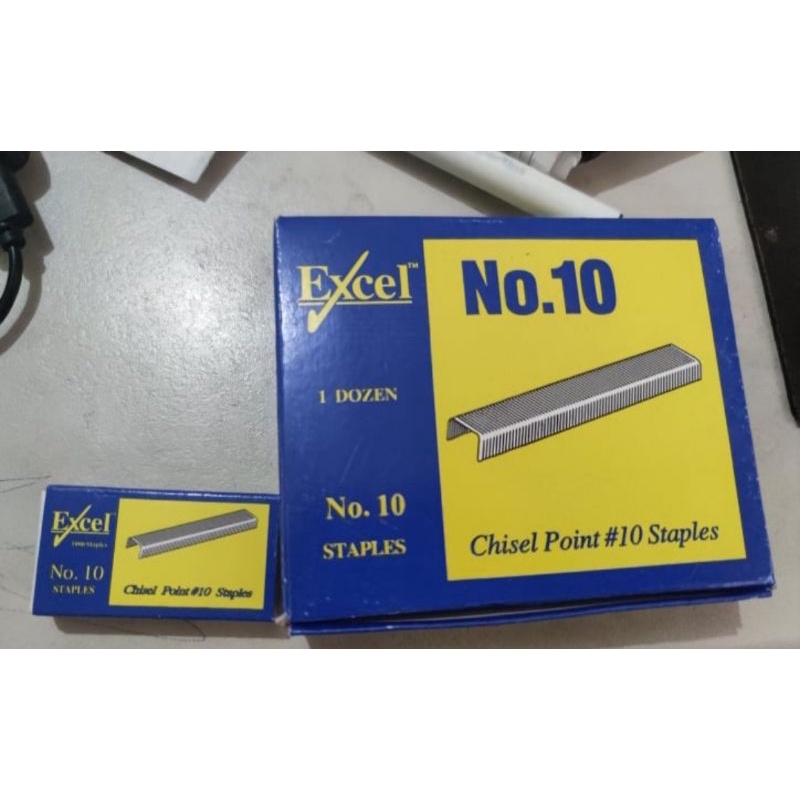 Excel™
No.10
1 DOZEN
No. 10
STAPLES
Chisel Point #10 Staples
Excel
1000 Staples
No. 10
STAPLES
Chisel Point #10 Staples